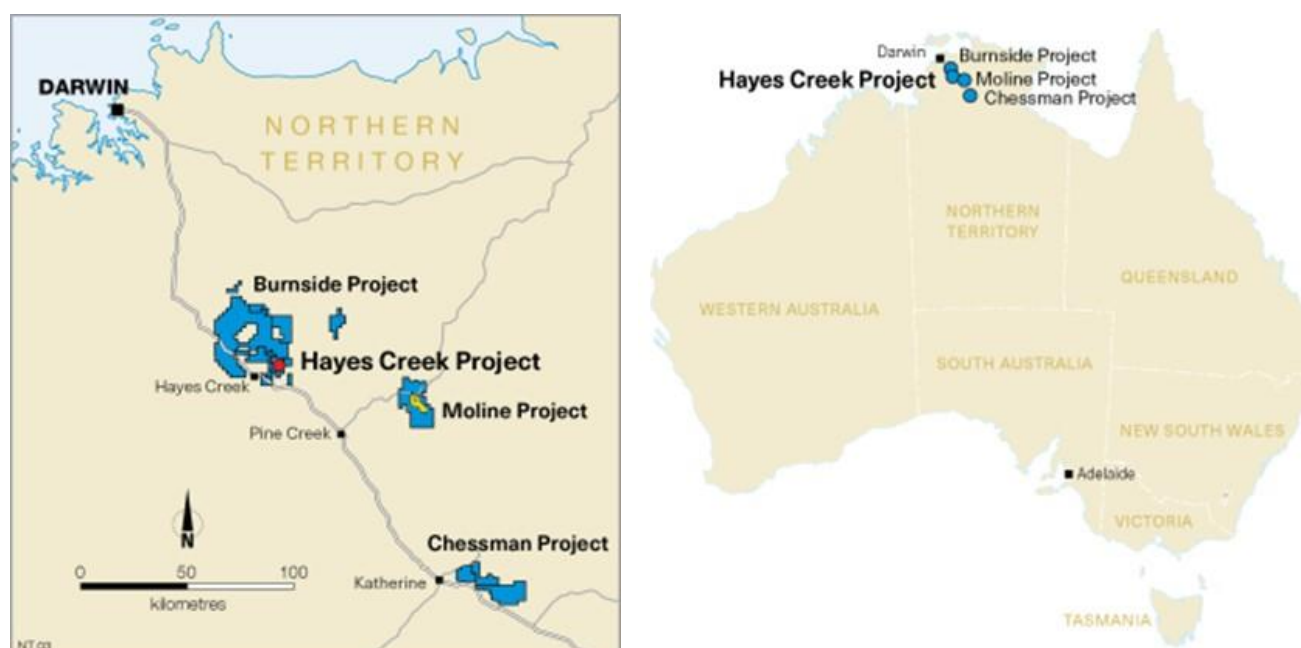 DARWIN
NORTHERN
TERRITORY
Burnside Project
Hayes Creek Project
Hayes Creek
Moline Project
Pine Creek
N
Chessman Project
0 50 100
kilometres
Katherine
Darwin
Burnside Project
Hayes Creek Project
Moline Project
Chessman Project
NORTHERN
TERRITORY
QUEENSLAND
WESTERN AUSTRALIA
SOUTH AUSTRALIA
NEW SOUTH WALES
Adelaide
VICTORIA
TASMANIA